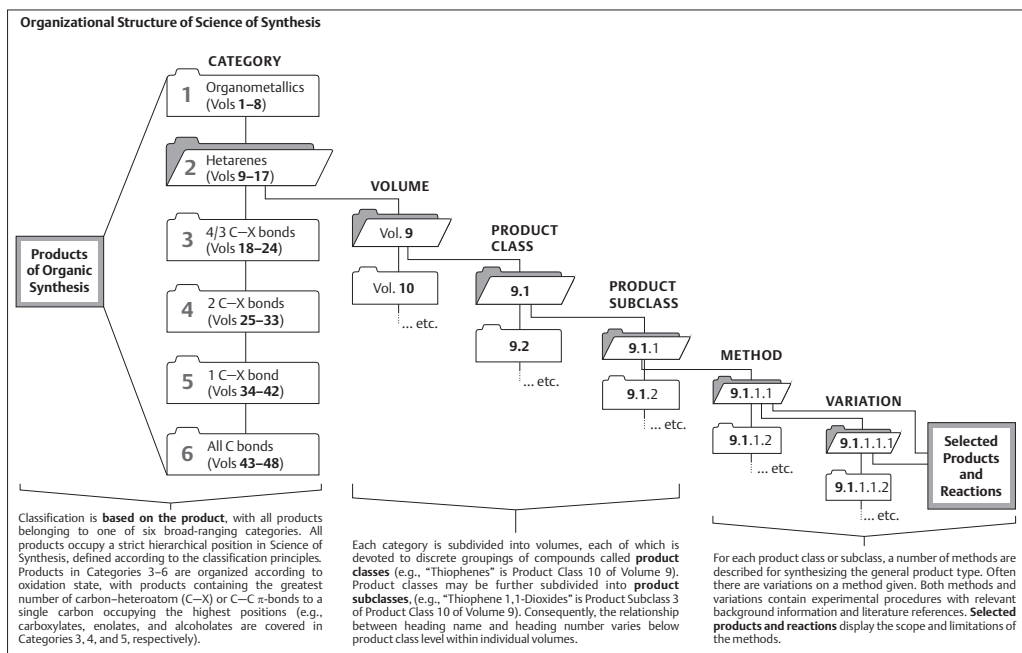 Organizational Structure of Science of Synthesis
CATEGORY
1 Organometallics
(Vols 1–8)
2 Hetarenes
(Vols 9–17)
3 4/3 C–X bonds
(Vols 18–24)
4 2 C–X bonds
(Vols 25–33)
5 1 C–X bond
(Vols 34–42)
6 All C bonds
(Vols 43–48)
Products
of Organic
Synthesis
VOLUME
Vol. 9
Vol. 10
... etc.
PRODUCT
CLASS
9.1
9.2
... etc.
PRODUCT
SUBCLASS
9.1.1
9.1.2
... etc.
METHOD
9.1.1.1
9.1.1.2
... etc.
VARIATION
9.1.1.1.1
9.1.1.1.2
... etc.
Selected
Products
and
Reactions
Classification is based on the product, with all products
belonging to one of six broad-ranging categories. All
products occupy a strict hierarchical position in Science of
Synthesis, defined according to the classification principles.
Products in Categories 3–6 are organized according to
oxidation state, with products containing the greatest
number of carbon–heteroatom (C–X) or C–C π-bonds to a
single carbon occupying the highest positions (e.g.,
carboxylates, enolates, and alcoholates are covered in
Categories 3, 4, and 5, respectively).
Each category is subdivided into volumes, each of which is
devoted to discrete groupings of compounds called product
classes (e.g., “Thiophenes” is Product Class 10 of Volume 9).
Product classes may be further subdivided into product
subclasses, (e.g., “Thiophene 1,1-Dioxides” is Product Subclass 3
of Product Class 10 of Volume 9). Consequently, the relationship
between heading name and heading number varies below
product class level within individual volumes.
For each product class or subclass, a number of methods are
described for synthesizing the general product type. Often
there are variations on a method given. Both methods and
variations contain experimental procedures with relevant
background information and literature references. Selected
products and reactions display the scope and limitations of
the methods.